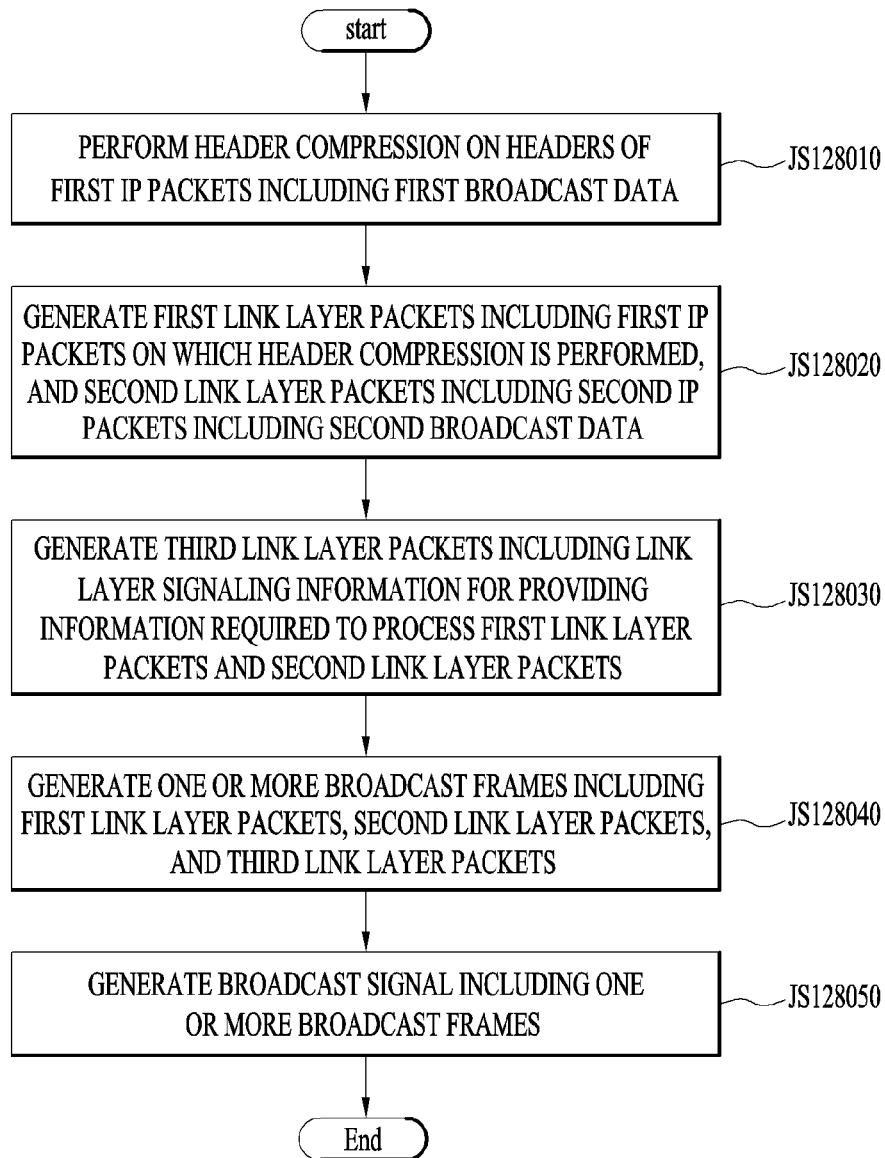 start
PERFORM HEADER COMPRESSION ON HEADERS OF
FIRST IP PACKETS INCLUDING FIRST BROADCAST DATA
JS128010
GENERATE FIRST LINK LAYER PACKETS INCLUDING FIRST IP
PACKETS ON WHICH HEADER COMPRESSION IS PERFORMED,
AND SECOND LINK LAYER PACKETS INCLUDING SECOND IP
PACKETS INCLUDING SECOND BROADCAST DATA
JS128020
GENERATE THIRD LINK LAYER PACKETS INCLUDING LINK
LAYER SIGNALING INFORMATION FOR PROVIDING
INFORMATION REQUIRED TO PROCESS FIRST LINK LAYER
PACKETS AND SECOND LINK LAYER PACKETS
JS128030
GENERATE ONE OR MORE BROADCAST FRAMES INCLUDING
FIRST LINK LAYER PACKETS, SECOND LINK LAYER PACKETS,
AND THIRD LINK LAYER PACKETS
JS128040
GENERATE BROADCAST SIGNAL INCLUDING ONE
OR MORE BROADCAST FRAMES
JS128050
End